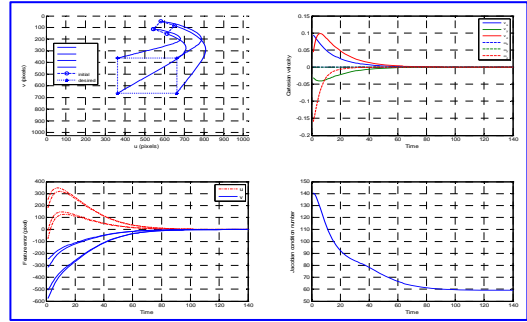 0
100
200
300
400
500
600
700
800
900
1000
v (pixels)
initial
desired
0 100 200 300 400 500 600 700 800 900 1000
u (pixels)
0.2
0.15
0.1
0.05
0
-0.05
-0.1
-0.15
-0.2
Cartesian velocity
0 20 40 60 80 100 120 140
Time
400
300
200
100
0
-100
-200
-300
-400
-500
-600
Feature error (pixel)
u
v
0 20 40 60 80 100 120 140
Time
150
140
130
120
110
100
90
80
70
60
50
Jacobian condition number
0 20 40 60 80 100 120 140
Time